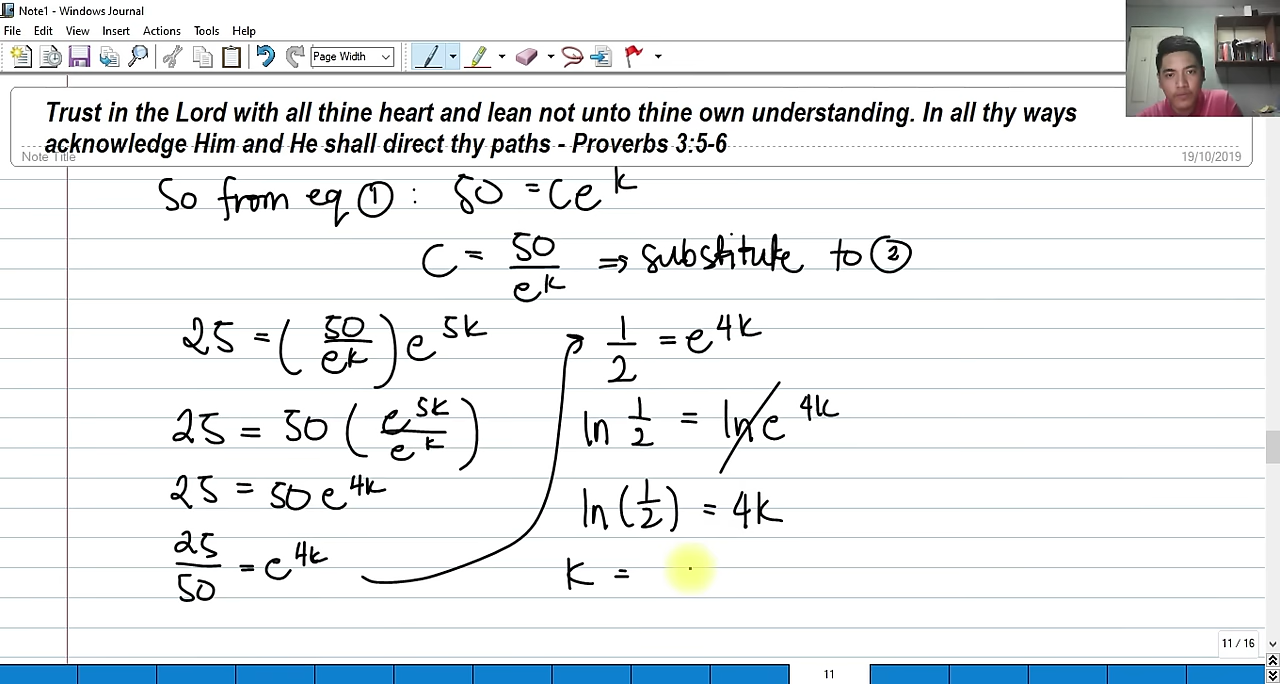 Note1 - Windows Journal
File Edit View Insert Actions Tools Help
Page Width
Trust in the Lord with all thine heart and lean not unto thine own understanding. In all thy ways
acknowledge Him and He shall direct thy paths - Proverbs 3:5-6
Note Title
19/10/2019
So from eq ① : 50 = Ce^k
C = 50/e^k ⇒ substitute to ②
25 = (50/e^k) e^5k
25 = 50 (e^5k/e^k)
25 = 50 e^4k
25/50 = e^4k
1/2 = e^4k
ln 1/2 = ln e^4k
ln (1/2) = 4k
k =
11 / 16
11